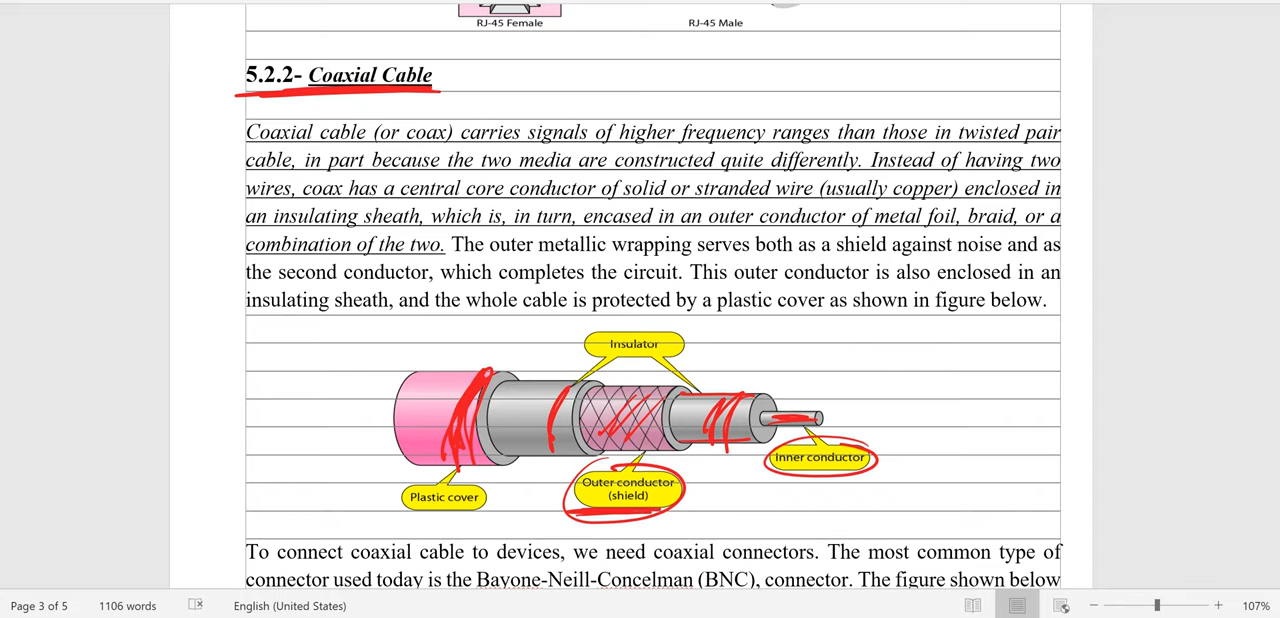 RJ-45 Female
RJ-45 Male
5.2.2- Coaxial Cable
Coaxial cable (or coax) carries signals of higher frequency ranges than those in twisted pair
cable, in part because the two media are constructed quite differently. Instead of having two
wires, coax has a central core conductor of solid or stranded wire (usually copper) enclosed in
an insulating sheath, which is, in turn, encased in an outer conductor of metal foil, braid, or a
combination of the two. The outer metallic wrapping serves both as a shield against noise and as
the second conductor, which completes the circuit. This outer conductor is also enclosed in an
insulating sheath, and the whole cable is protected by a plastic cover as shown in figure below.
Insulator
Inner conductor
Outer conductor
(shield)
Plastic cover
To connect coaxial cable to devices, we need coaxial connectors. The most common type of
connector used today is the Bayone-Neill-Concelman (BNC), connector. The figure shown below
Page 3 of 5
1106 words
English (United States)
107%